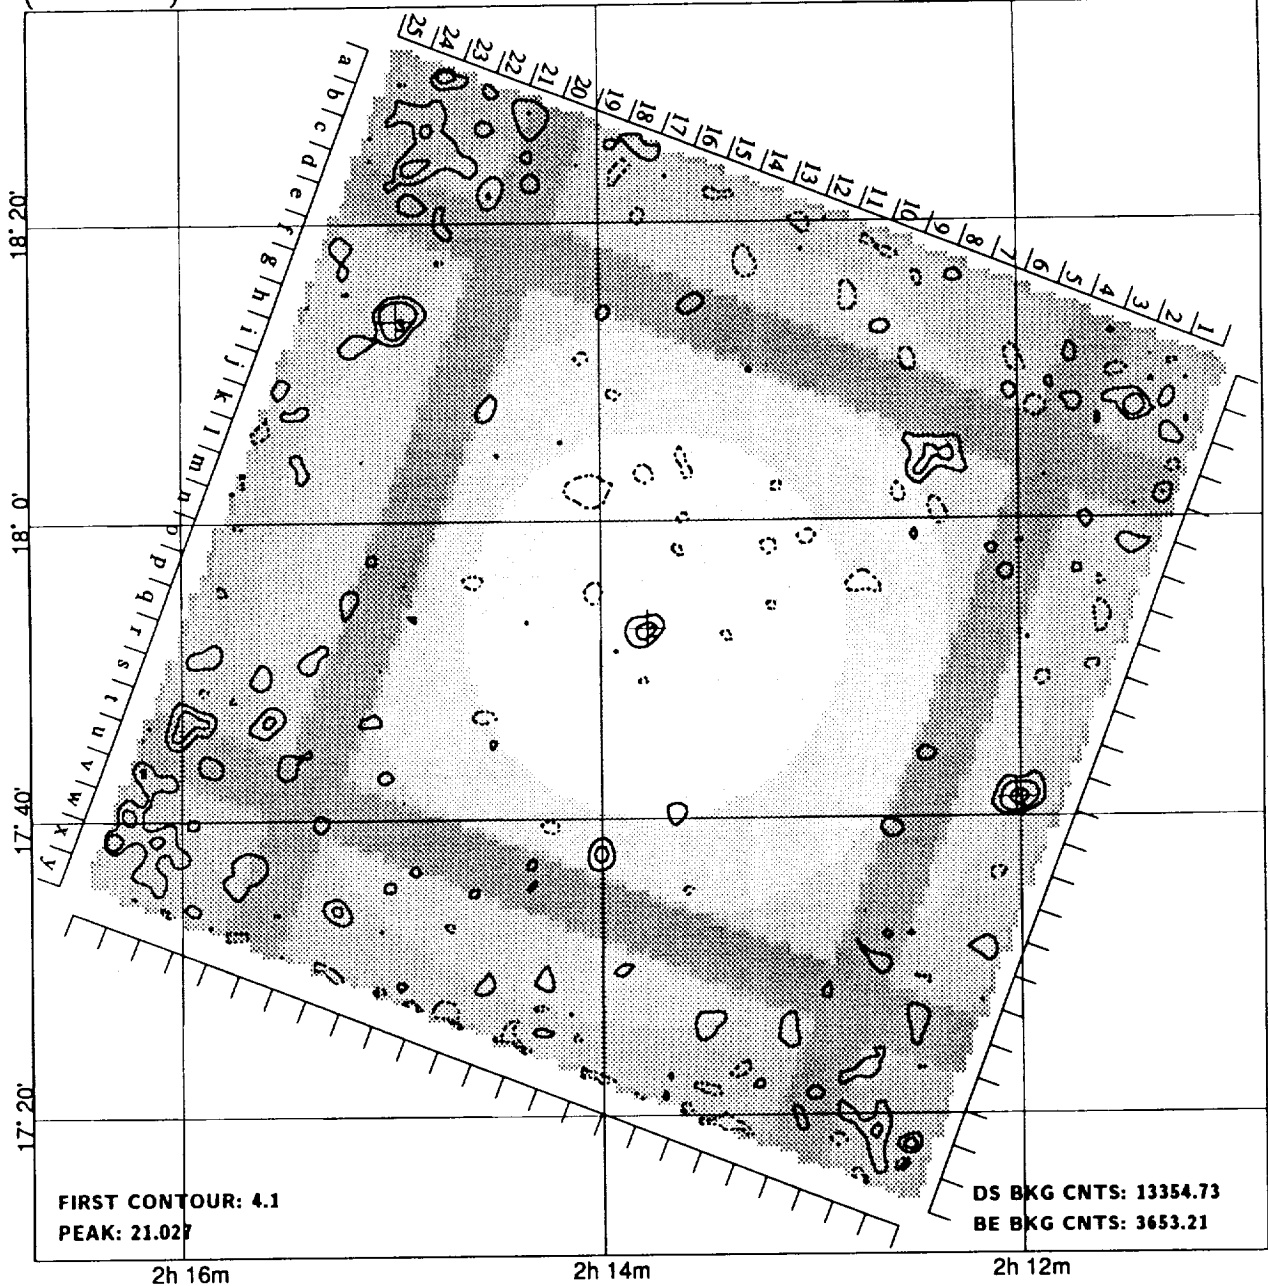 25 24 23 22 21 20 19 18 17 16 15 14 13 12 11 10 9 8 7 6 5 4 3 2 1
a b c d e f g h i j k l m n o p q r s t u v w x y
18° 20'
18° 0'
17° 40'
17° 20'
FIRST CONTOUR: 4.1
PEAK: 21.027
DS BKG CNTS: 13354.73
BE BKG CNTS: 3653.21
2h 16m
2h 14m
2h 12m